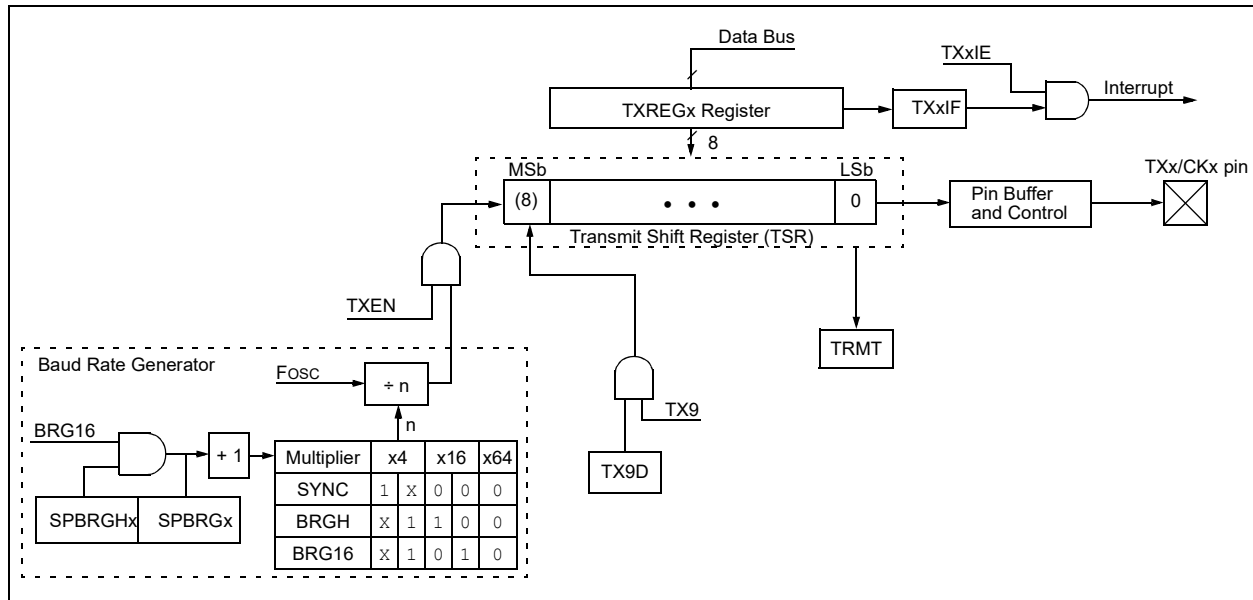 Data Bus
TXxIE
Interrupt
TXREGx Register
TXxIF
8
MSb
LSb
TXx/CKx pin
(8)
• • •
0
Pin Buffer
and Control
Transmit Shift Register (TSR)
TXEN
TRMT
Baud Rate Generator
FOSC
÷ n
n
TX9
BRG16
+ 1
TX9D
SPBRGHx SPBRGx
Multiplier x4 x16 x64
SYNC 1 X 0 0 0
BRGH X 1 1 0 0
BRG16 X 1 0 1 0